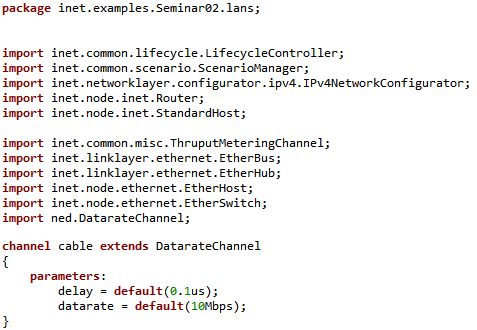 package inet.examples.Seminar02.lans;
import inet.common.lifecycle.LifecycleController;
import inet.common.scenario.ScenarioManager;
import inet.networklayer.configurator.ipv4.IPv4NetworkConfigurator;
import inet.node.inet.Router;
import inet.node.inet.StandardHost;
import inet.common.misc.ThruputMeteringChannel;
import inet.linklayer.ethernet.EtherBus;
import inet.linklayer.ethernet.EtherHub;
import inet.node.ethernet.EtherHost;
import inet.node.ethernet.EtherSwitch;
import ned.DatarateChannel;
channel cable extends DatarateChannel
{
    parameters:
        delay = default(0.1us);
        datarate = default(10Mbps);
}